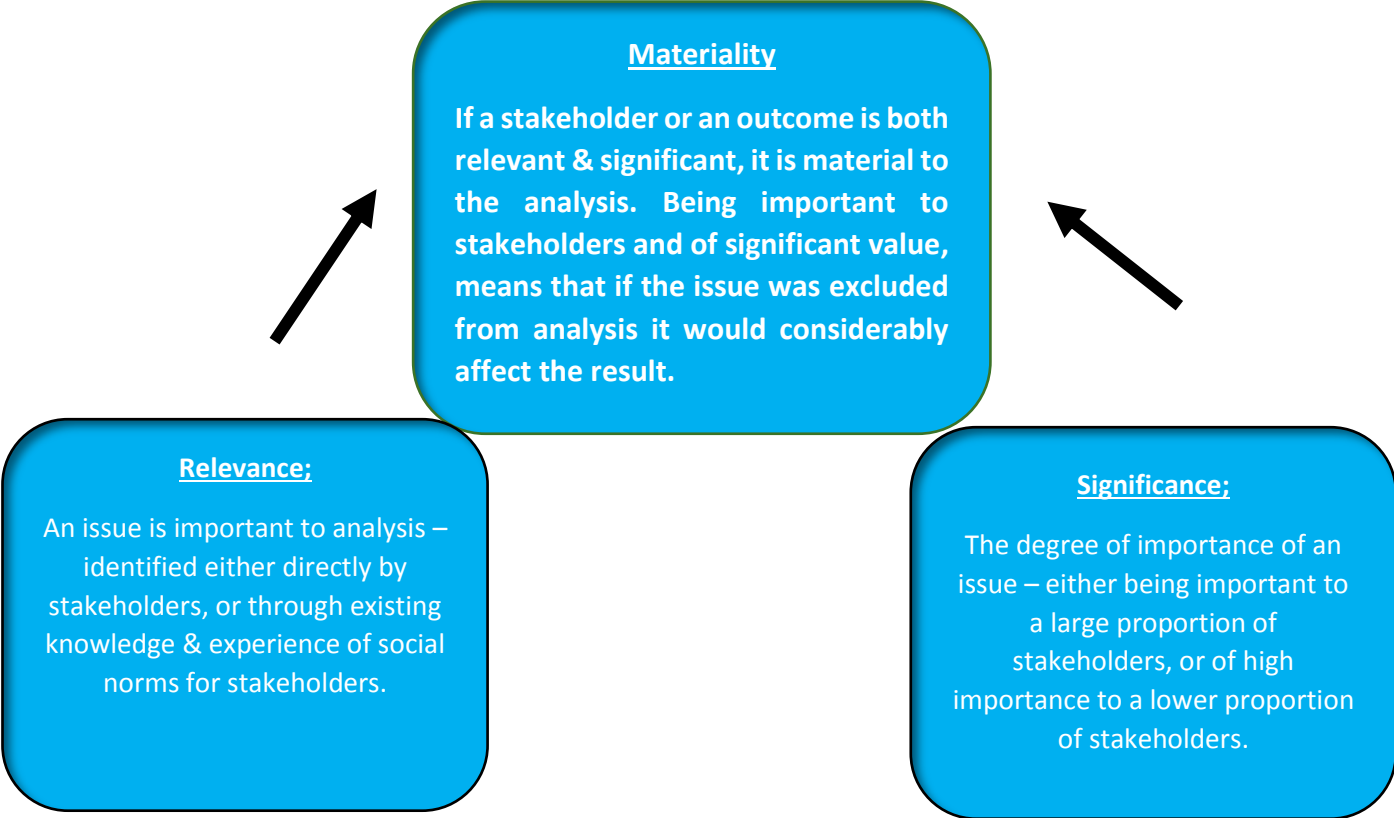 Materiality
If a stakeholder or an outcome is both
relevant & significant, it is material to
the analysis. Being important to
stakeholders and of significant value,
means that if the issue was excluded
from analysis it would considerably
affect the result.
Relevance;
An issue is important to analysis –
identified either directly by
stakeholders, or through existing
knowledge & experience of social
norms for stakeholders.
Significance;
The degree of importance of an
issue – either being important to
a large proportion of
stakeholders, or of high
importance to a lower proportion
of stakeholders.